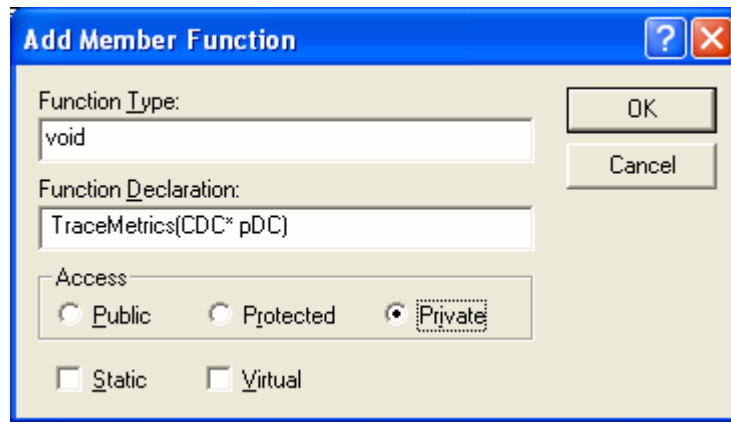 Add Member Function
Function Type:
OK
void
Cancel
Function Declaration:
TraceMetrics(CDC* pDC)
Access
Public Protected Private
Static Virtual